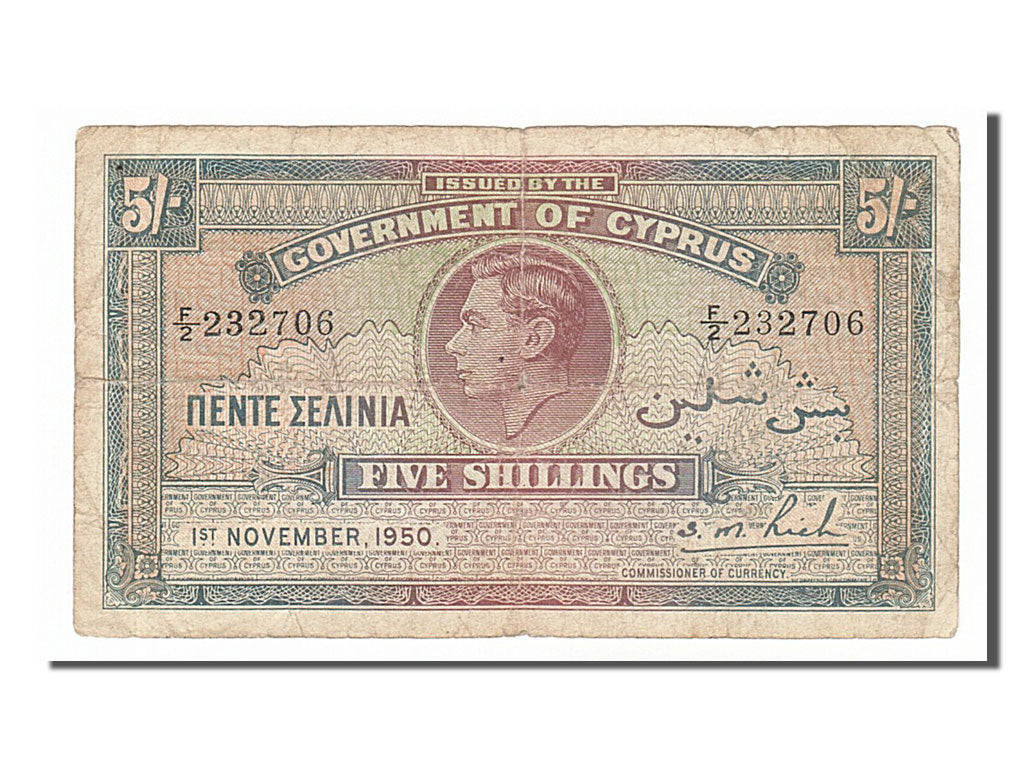 5/-
5/-
ISSUED BY THE
GOVERNMENT OF CYPRUS
F/2 232706
F/2 232706
ΠΕΝΤΕ ΣΕΛΙΝΙΑ
بش شلين
FIVE SHILLINGS
1ST NOVEMBER, 1950.
S. M. Rich
COMMISSIONER OF CURRENCY.